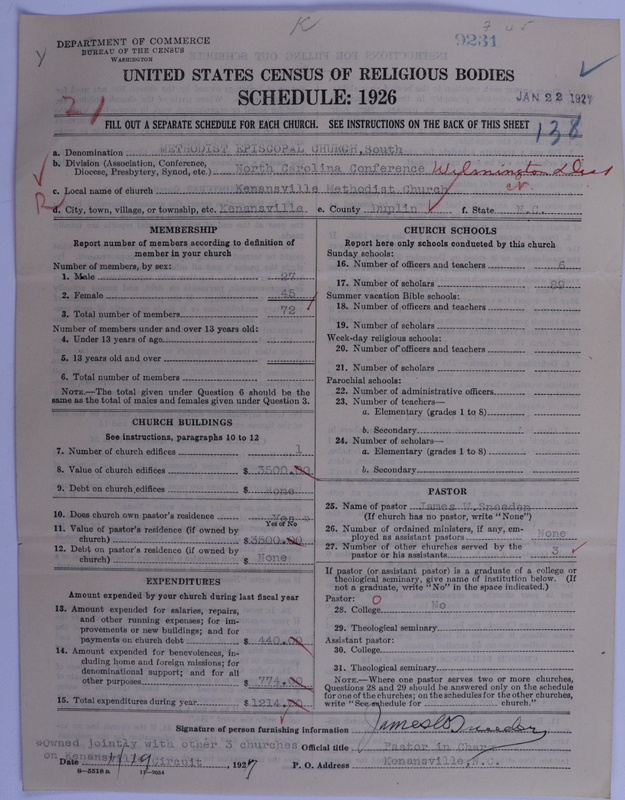 9231
DEPARTMENT OF COMMERCE
BUREAU OF THE CENSUS
WASHINGTON
UNITED STATES CENSUS OF RELIGIOUS BODIES
SCHEDULE: 1926
JAN 22 1927
FILL OUT A SEPARATE SCHEDULE FOR EACH CHURCH. SEE INSTRUCTIONS ON THE BACK OF THIS SHEET
138
a. Denomination METHODIST EPISCOPAL CHURCH, South
b. Division (Association, Conference,
Diocese, Presbytery, Synod, etc.) North Carolina Conference Wilmington Dist
c. Local name of church Kenansville Methodist Church
d. City, town, village, or township, etc. Kenansville e. County Duplin f. State N.C.
MEMBERSHIP
Report number of members according to definition of
member in your church
Number of members, by sex:
1. Male 27
2. Female 45
3. Total number of members 72
Number of members under and over 13 years old:
4. Under 13 years of age
5. 13 years old and over
6. Total number of members
NOTE.—The total given under Question 6 should be the
same as the total of males and females given under Question 3.
CHURCH BUILDINGS
See instructions, paragraphs 10 to 12
7. Number of church edifices 1
8. Value of church edifices $ 3500.00
9. Debt on church edifices None
10. Does church own pastor's residence
Yes or No
11. Value of pastor's residence (if owned by
church) $ 3500.00
12. Debt on pastor's residence (if owned by
church) $ None
EXPENDITURES
Amount expended by your church during last fiscal year
13. Amount expended for salaries, repairs,
and other running expenses; for im-
provements or new buildings; and for
payments on church debt $ 440.00
14. Amount expended for benevolences, in-
cluding home and foreign missions; for
denominational support; and for all
other purposes $ 774.00
15. Total expenditures during year $ 1214.00
CHURCH SCHOOLS
Report here only schools conducted by this church
Sunday schools:
16. Number of officers and teachers 6
17. Number of scholars 89
Summer vacation Bible schools:
18. Number of officers and teachers
19. Number of scholars
Week-day religious schools:
20. Number of officers and teachers
21. Number of scholars
Parochial schools:
22. Number of administrative officers
23. Number of teachers—
a. Elementary (grades 1 to 8)
b. Secondary
24. Number of scholars—
a. Elementary (grades 1 to 8)
b. Secondary
PASTOR
25. Name of pastor James W. Sneeden
(If church has no pastor, write "None")
26. Number of ordained ministers, if any, em-
ployed as assistant pastors None
27. Number of other churches served by the
pastor or his assistants 3
If pastor (or assistant pastor) is a graduate of a college or
theological seminary, give name of institution below. (If
not a graduate, write "No" in the space indicated.)
Pastor:
28. College No
29. Theological seminary
Assistant pastor:
30. College
31. Theological seminary
NOTE.—Where one pastor serves two or more churches,
Questions 28 and 29 should be answered only on the schedule
for one of the churches; on the schedules for the other churches,
write "See schedule for church."
Signature of person furnishing information James W Sneeden
*Owned jointly with other 3 churches Official title Pastor in Charge
on Kenansville Circuit
Date 1/19, 1927 P. O. Address Kenansville, N.C.
8—5318 a 11—9034